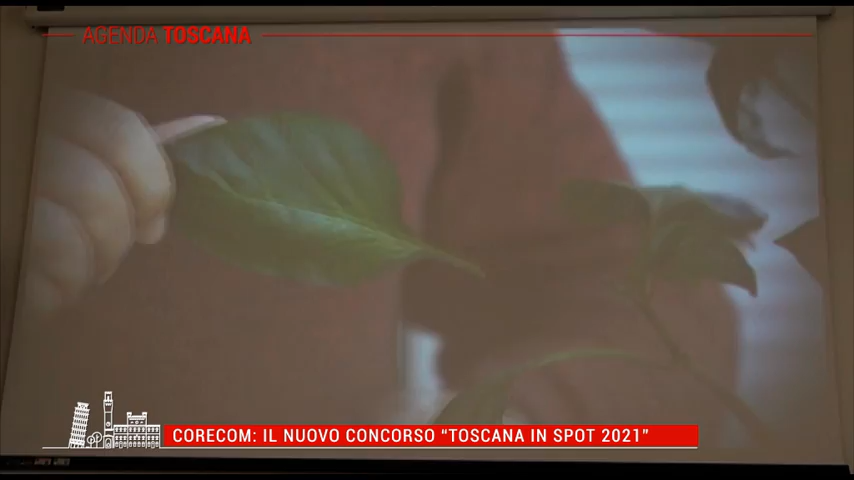 AGENDA TOSCANA
CORECOM: IL NUOVO CONCORSO “TOSCANA IN SPOT 2021”